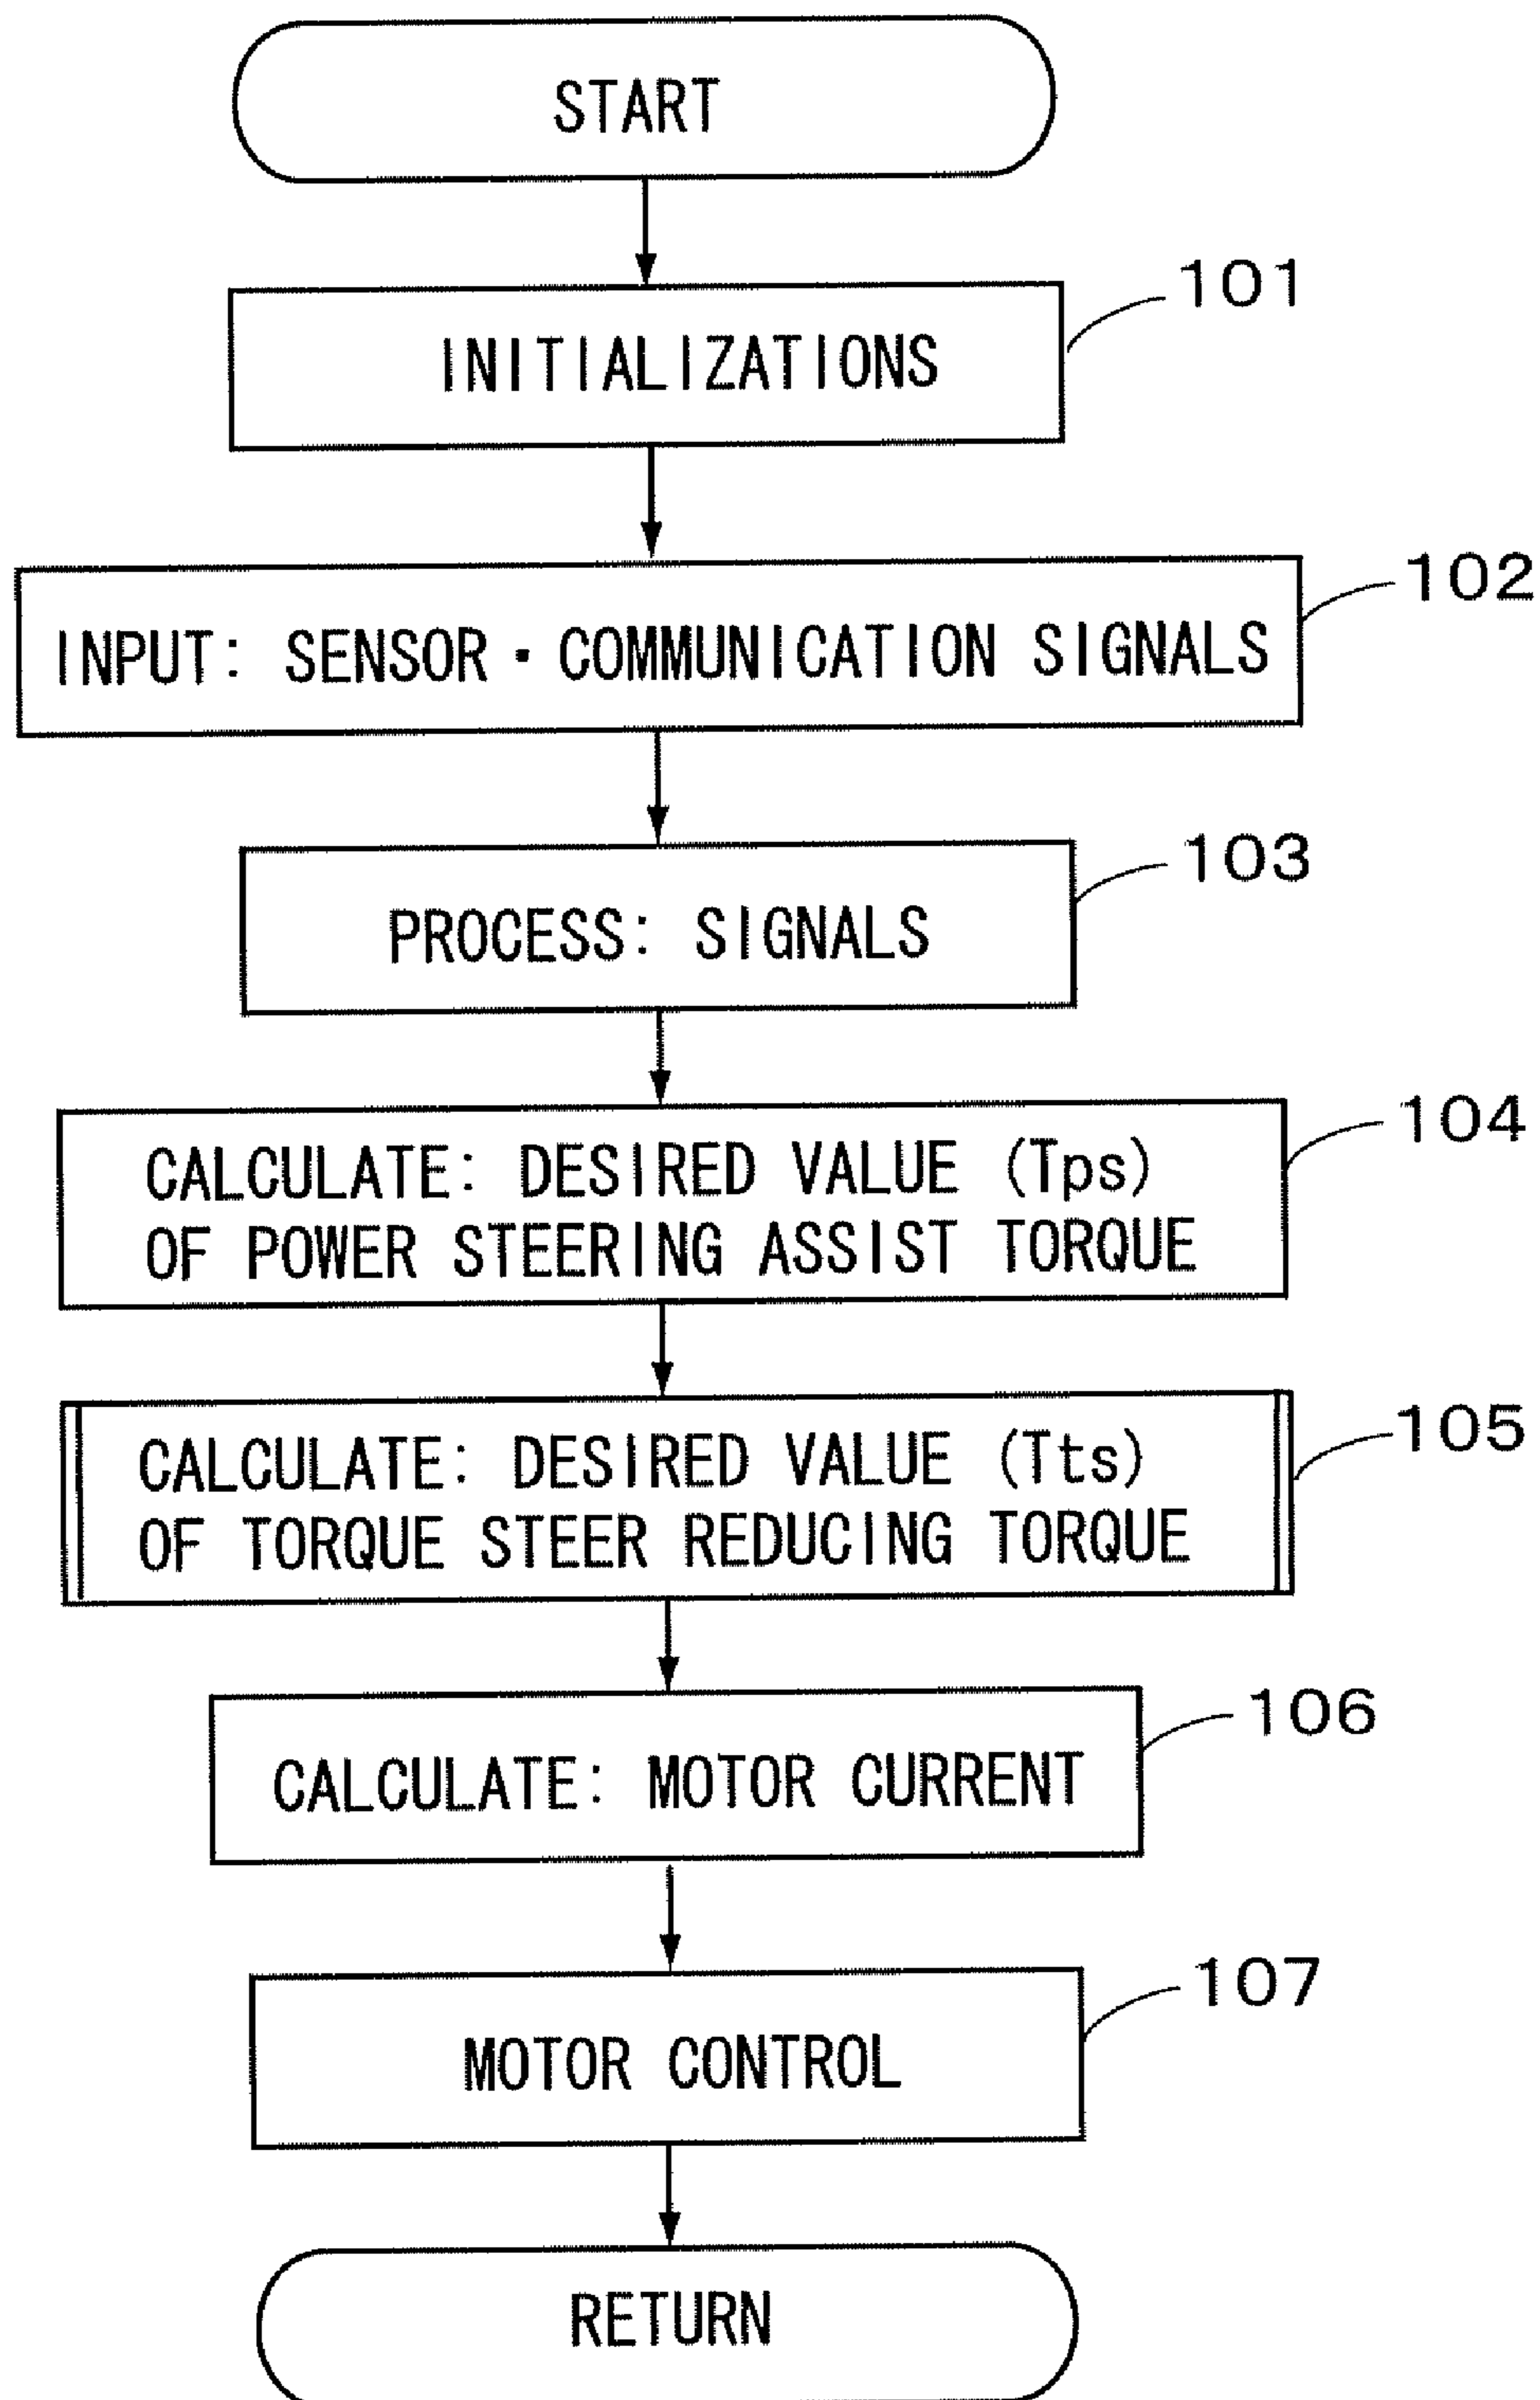 START
101
INITIALIZATIONS
102
INPUT: SENSOR・COMMUNICATION SIGNALS
103
PROCESS: SIGNALS
104
CALCULATE: DESIRED VALUE (Tps)
OF POWER STEERING ASSIST TORQUE
105
CALCULATE: DESIRED VALUE (Tts)
OF TORQUE STEER REDUCING TORQUE
106
CALCULATE: MOTOR CURRENT
107
MOTOR CONTROL
RETURN